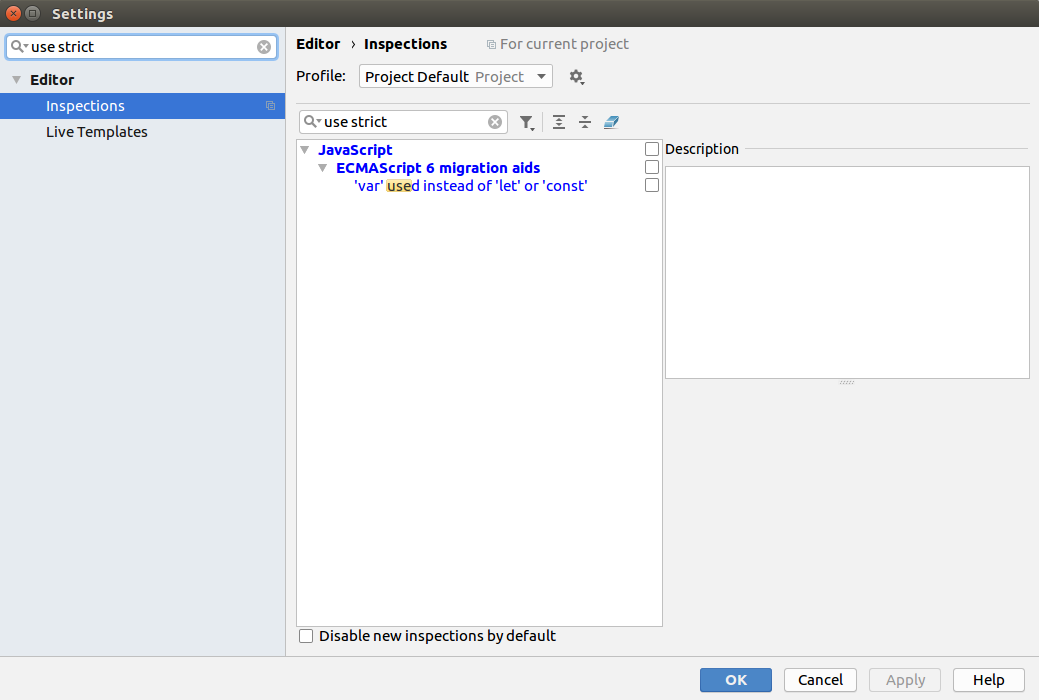 Settings
use strict
Editor
Inspections
Live Templates
Editor › Inspections For current project
Profile: Project Default Project
use strict
JavaScript
ECMAScript 6 migration aids
'var' used instead of 'let' or 'const'
Description
Disable new inspections by default
OK Cancel Apply Help